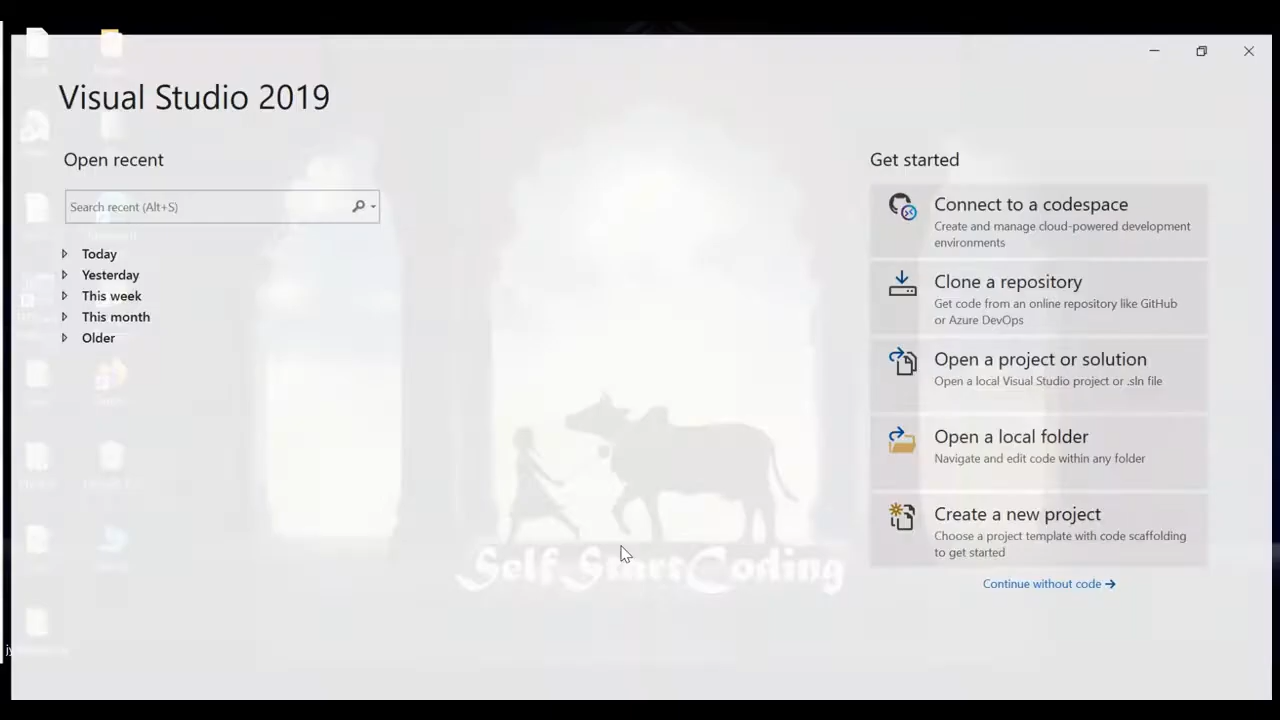 Visual Studio 2019
Open recent
Search recent (Alt+S)
Today
Yesterday
This week
This month
Older
Get started
Connect to a codespace
Create and manage cloud-powered development
environments
Clone a repository
Get code from an online repository like GitHub
or Azure DevOps
Open a project or solution
Open a local Visual Studio project or .sln file
Open a local folder
Navigate and edit code within any folder
Create a new project
Choose a project template with code scaffolding
to get started
Continue without code
Self StartCoding